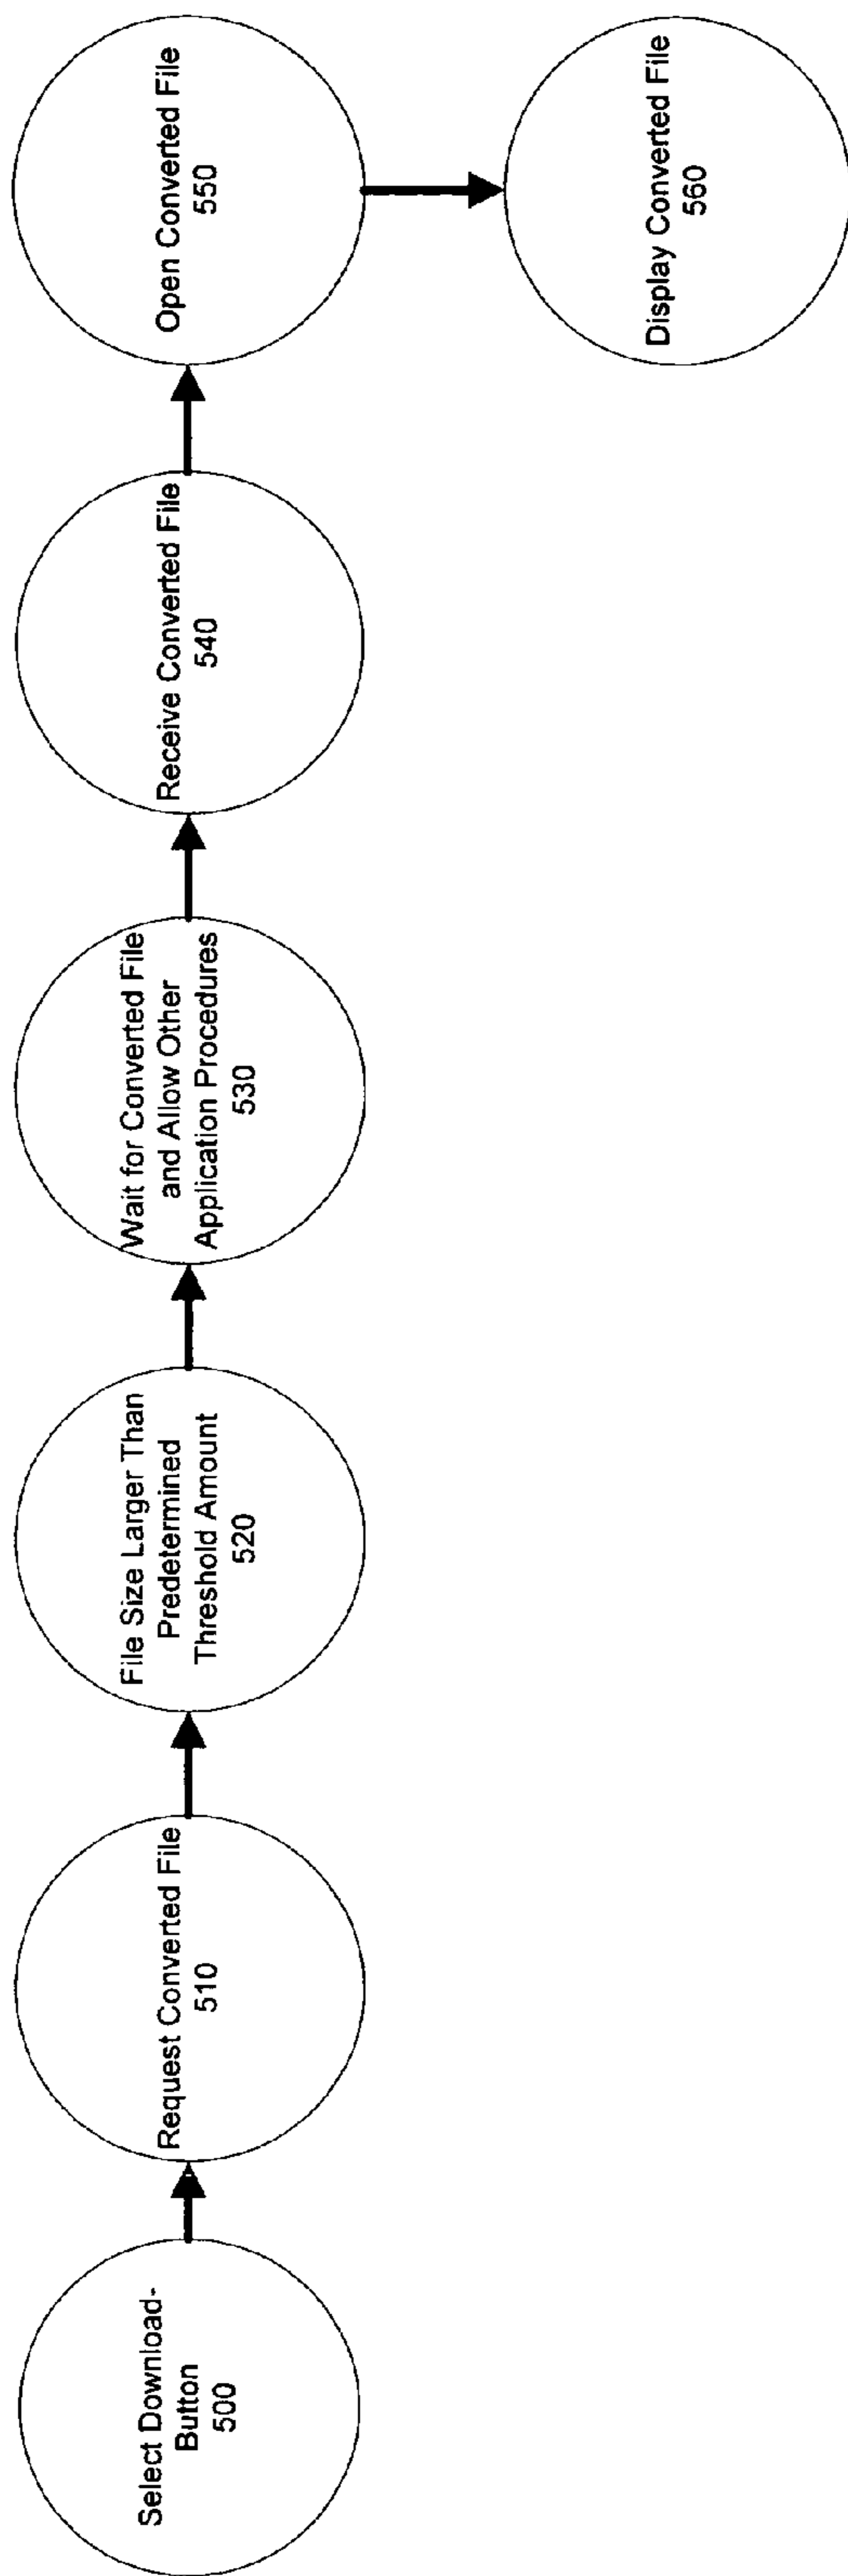 Select Download-
Button
500
Request Converted File
510
File Size Larger Than
Predetermined
Threshold Amount
520
Wait for Converted File
and Allow Other
Application Procedures
530
Receive Converted File
540
Open Converted File
550
Display Converted File
560